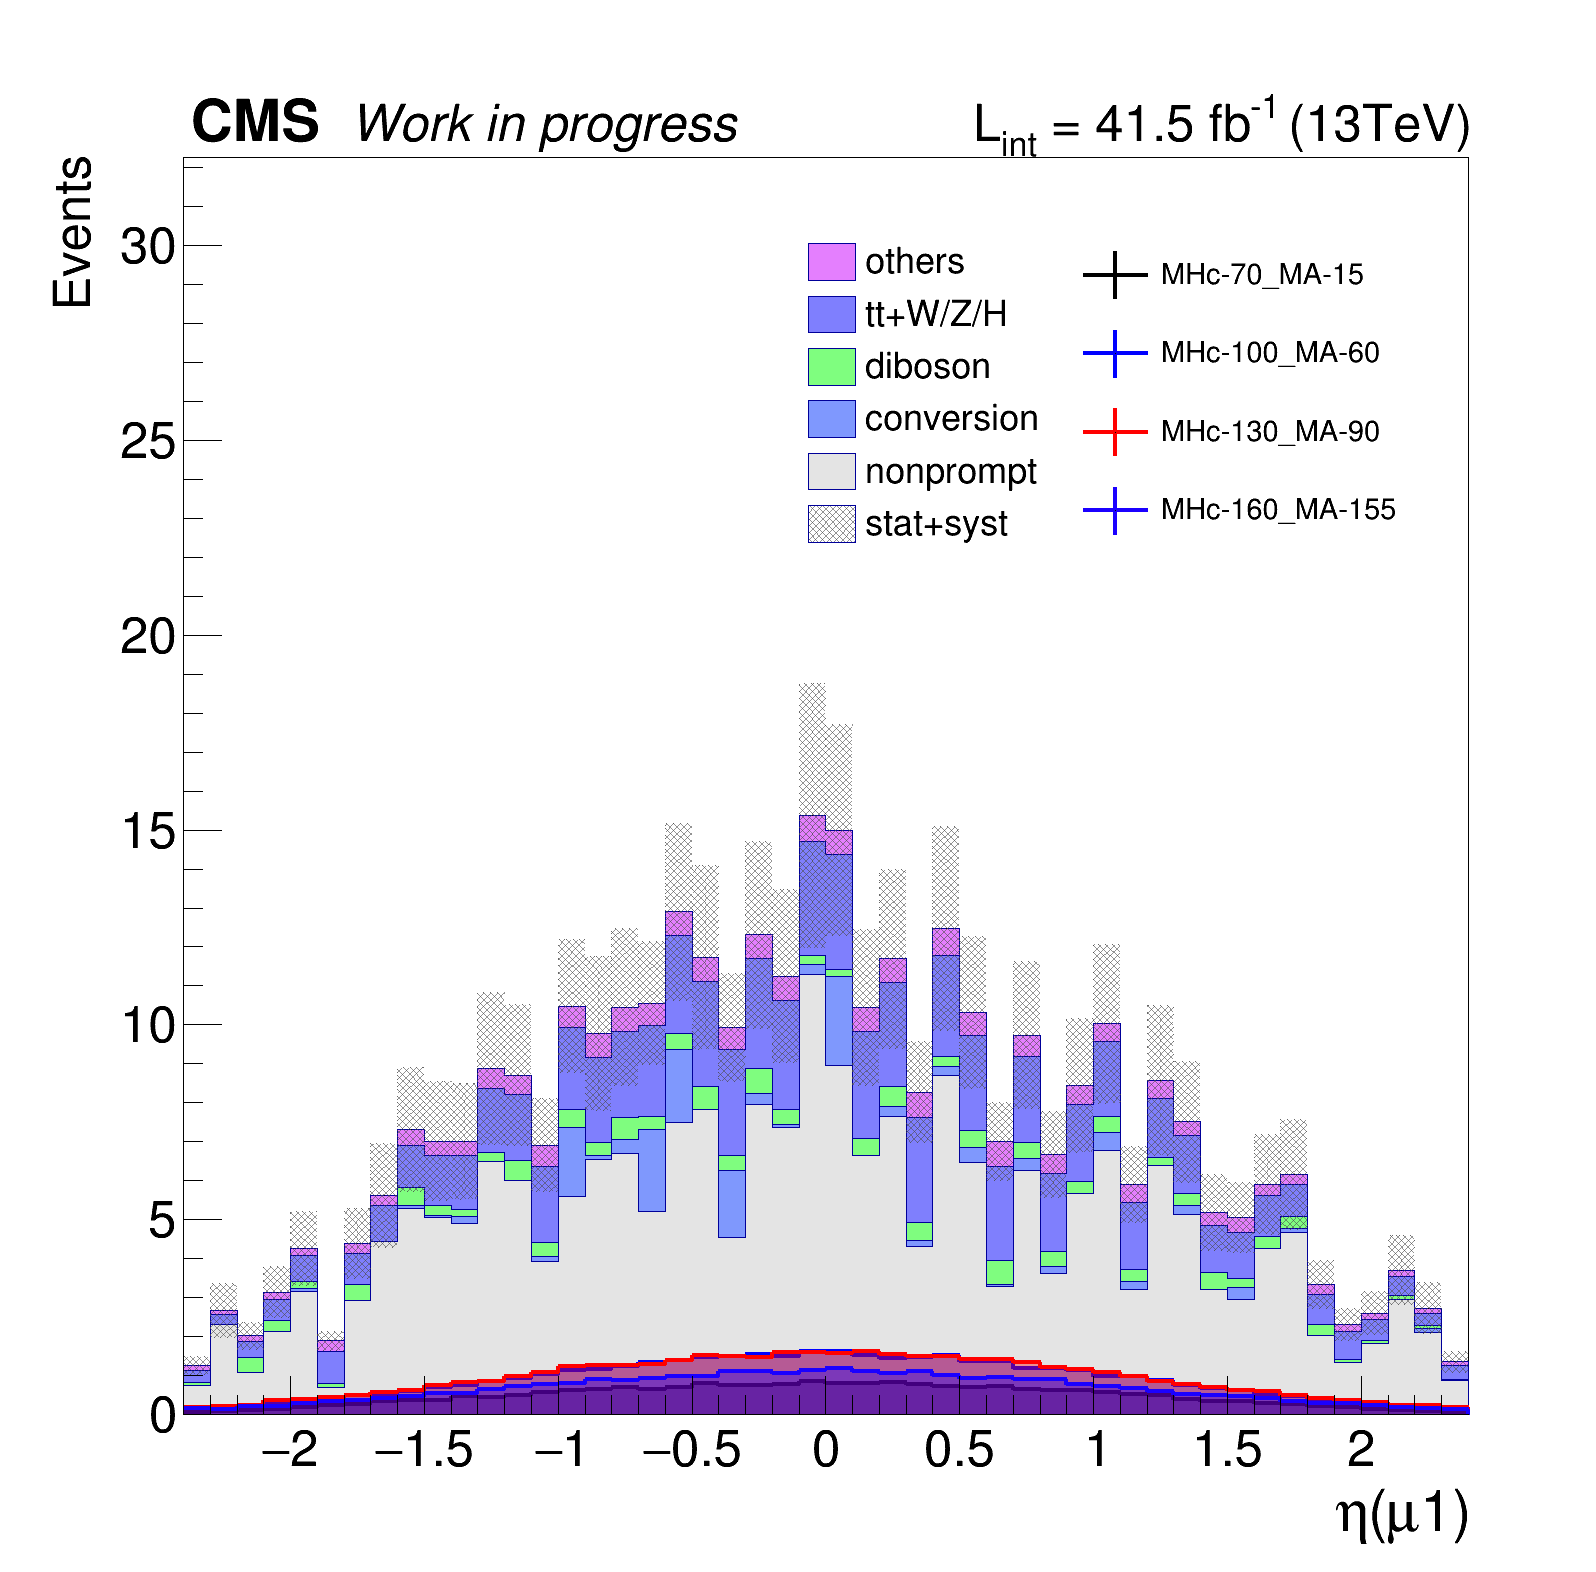 CMS Work in progress
L_int = 41.5 fb^-1 (13TeV)
Events
30
25
20
15
10
5
0
others
tt+W/Z/H
diboson
conversion
nonprompt
stat+syst
MHc-70_MA-15
MHc-100_MA-60
MHc-130_MA-90
MHc-160_MA-155
−2 −1.5 −1 −0.5 0 0.5 1 1.5 2
η(μ1)